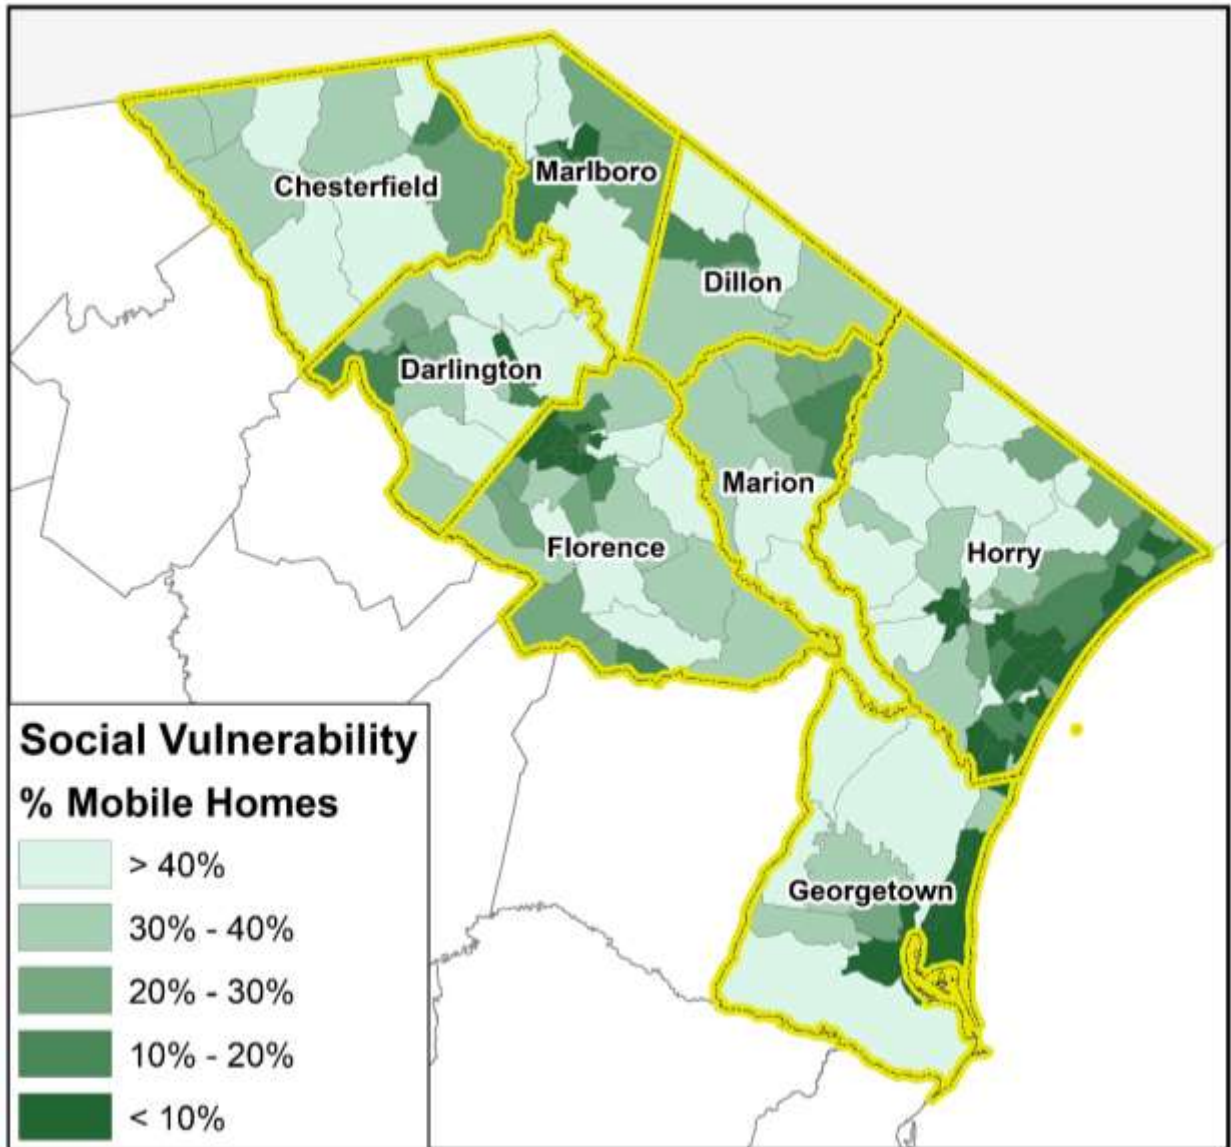 Chesterfield
Marlboro
Dillon
Darlington
Marion
Florence
Horry
Georgetown
Social Vulnerability
% Mobile Homes
> 40%
30% - 40%
20% - 30%
10% - 20%
< 10%